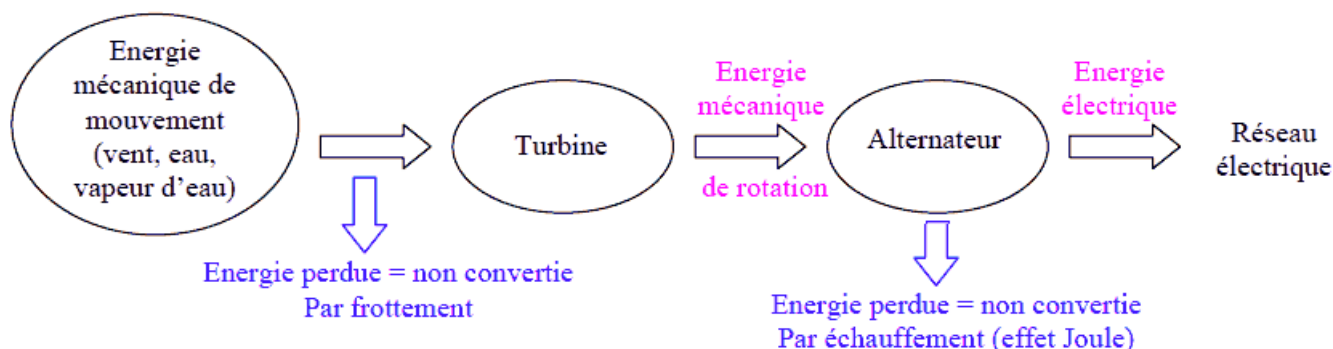 Energie
mécanique de
mouvement
(vent, eau,
vapeur d'eau)
Energie perdue = non convertie
Par frottement
Turbine
Energie
mécanique
de rotation
Alternateur
Energie perdue = non convertie
Par échauffement (effet Joule)
Energie
électrique
Réseau
électrique